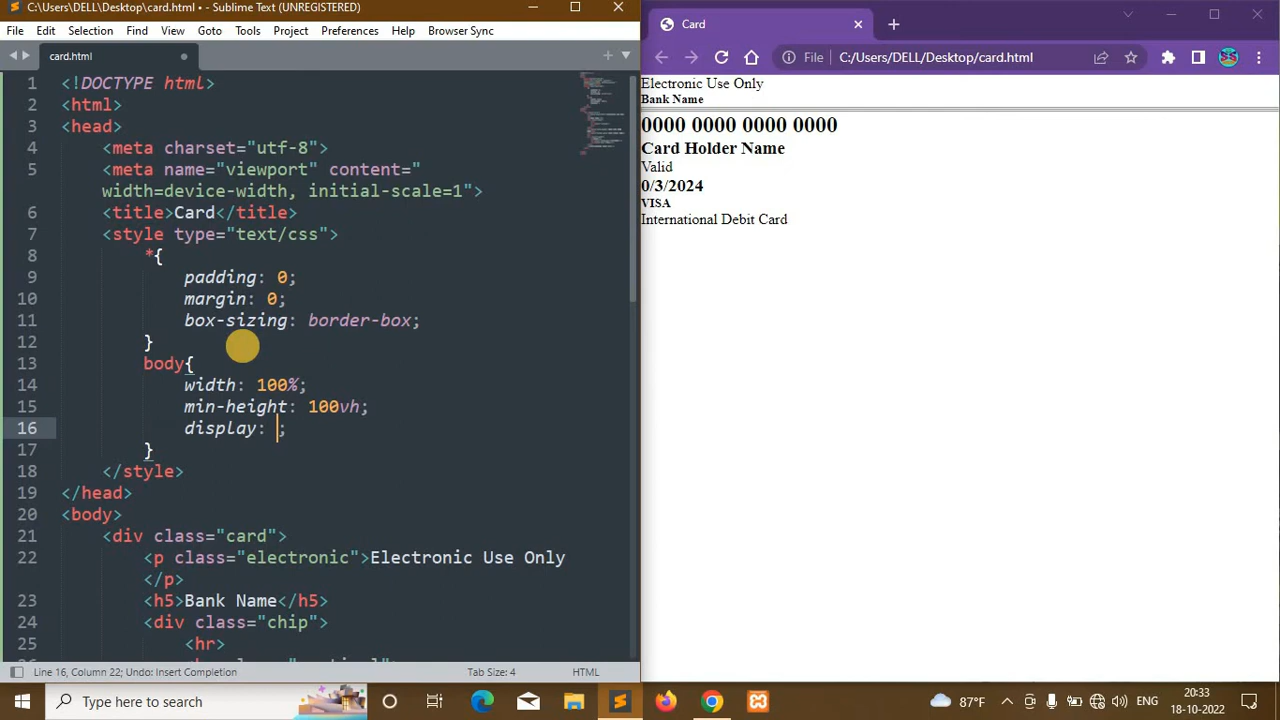 C:\Users\DELL\Desktop\card.html • - Sublime Text (UNREGISTERED)
File Edit Selection Find View Goto Tools Project Preferences Help Browser Sync
card.html
1 <!DOCTYPE html>
2 <html>
3 <head>
4 <meta charset="utf-8">
5 <meta name="viewport" content="
width=device-width, initial-scale=1">
6 <title>Card</title>
7 <style type="text/css">
8 *{
9 padding: 0;
10 margin: 0;
11 box-sizing: border-box;
12 }
13 body{
14 width: 100%;
15 min-height: 100vh;
16 display: ;
17 }
18 </style>
19 </head>
20 <body>
21 <div class="card">
22 <p class="electronic">Electronic Use Only
</p>
23 <h5>Bank Name</h5>
24 <div class="chip">
25 <hr>
Line 16, Column 22; Undo: Insert Completion
Tab Size: 4
HTML
Card
File C:/Users/DELL/Desktop/card.html
Electronic Use Only
Bank Name
0000 0000 0000 0000
Card Holder Name
Valid
0/3/2024
VISA
International Debit Card
Type here to search
87°F
ENG
20:33
18-10-2022